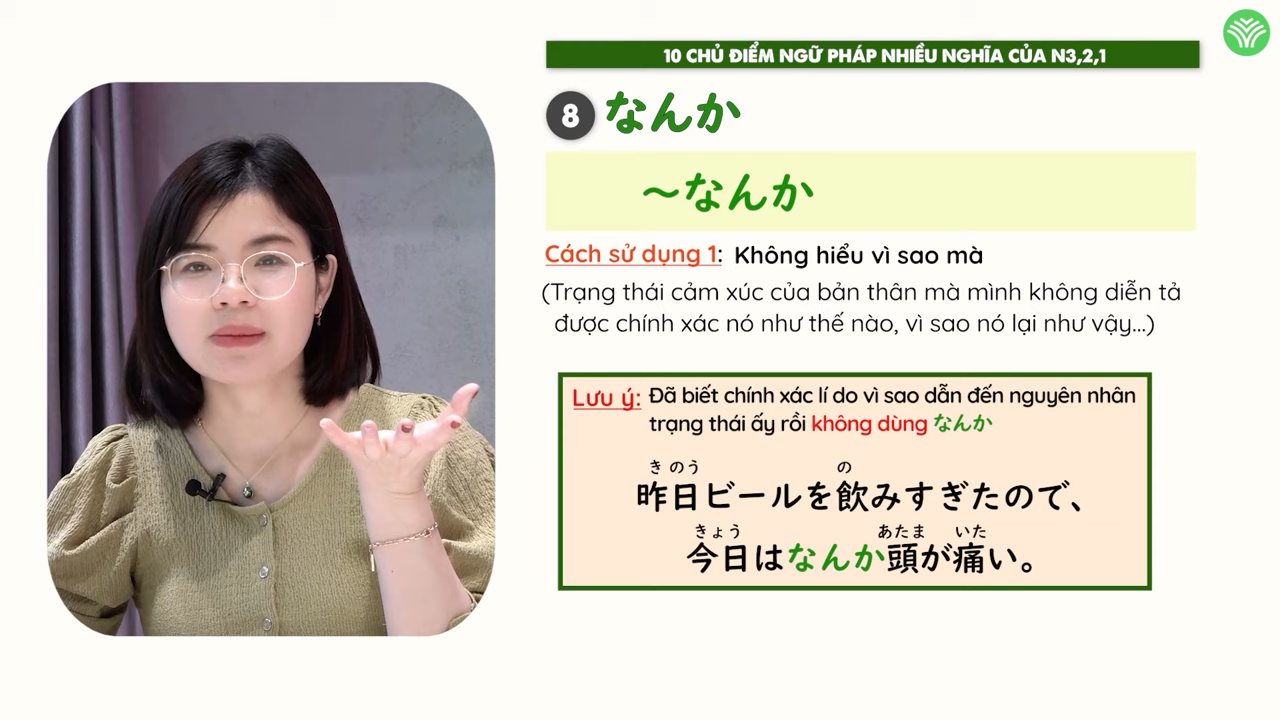 10 CHỦ ĐIỂM NGỮ PHÁP NHIỀU NGHĨA CỦA N3,2,1
8 なんか
〜なんか
Cách sử dụng 1: Không hiểu vì sao mà
(Trạng thái cảm xúc của bản thân mà mình không diễn tả
được chính xác nó như thế nào, vì sao nó lại như vậy...)
Lưu ý: Đã biết chính xác lí do vì sao dẫn đến nguyên nhân
trạng thái ấy rồi không dùng なんか
きのう の
昨日ビールを飲みすぎたので、
きょう あたま いた
今日はなんか頭が痛い。